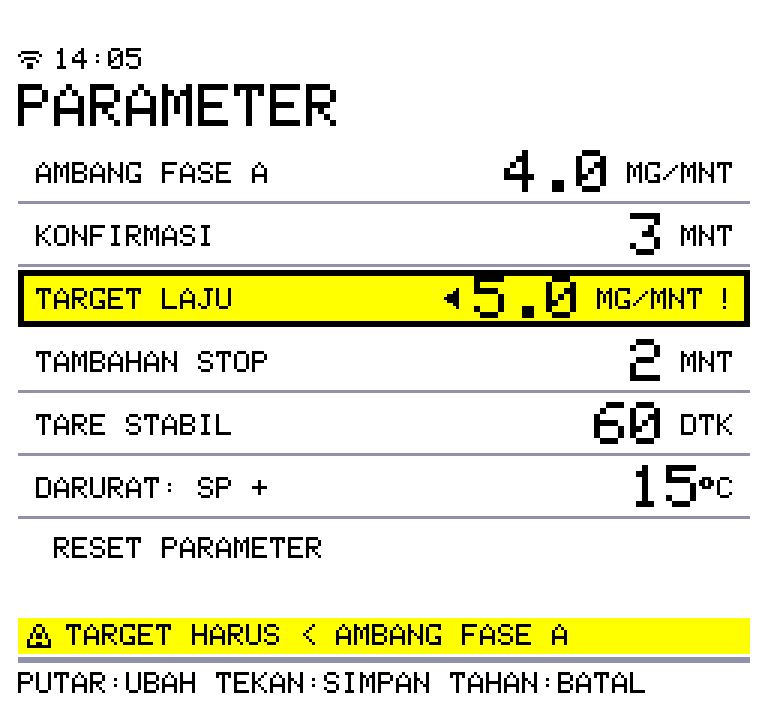 14:05
PARAMETER
AMBANG FASE A 4.0 MG/MNT
KONFIRMASI 3 MNT
TARGET LAJU ◀5.0 MG/MNT !
TAMBAHAN STOP 2 MNT
TARE STABIL 60 DTK
DARURAT: SP + 15°C
RESET PARAMETER
TARGET HARUS < AMBANG FASE A
PUTAR:UBAH TEKAN:SIMPAN TAHAN:BATAL